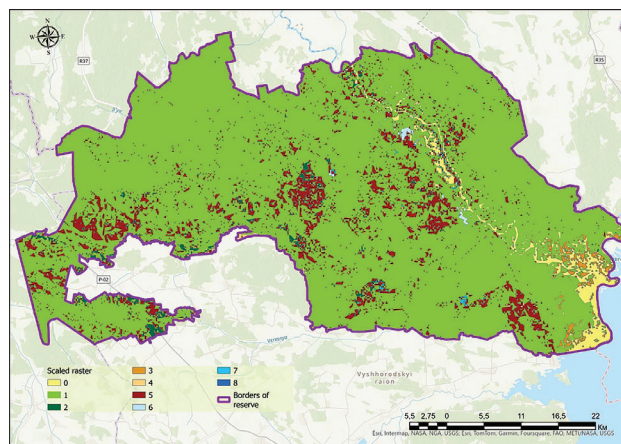 N
W E
S
R37
R35
P-02
Vyshhorodskyi
raion
Scaled raster
0
1
2
3
4
5
6
7
8
Borders of
reserve
5,5 2,75 0 5,5 11 16,5 22
Км
Esri, Intermap, NASA, NGA, USGS; Esri, TomTom, Garmin, Foursquare, FAO, METI/NASA, USGS